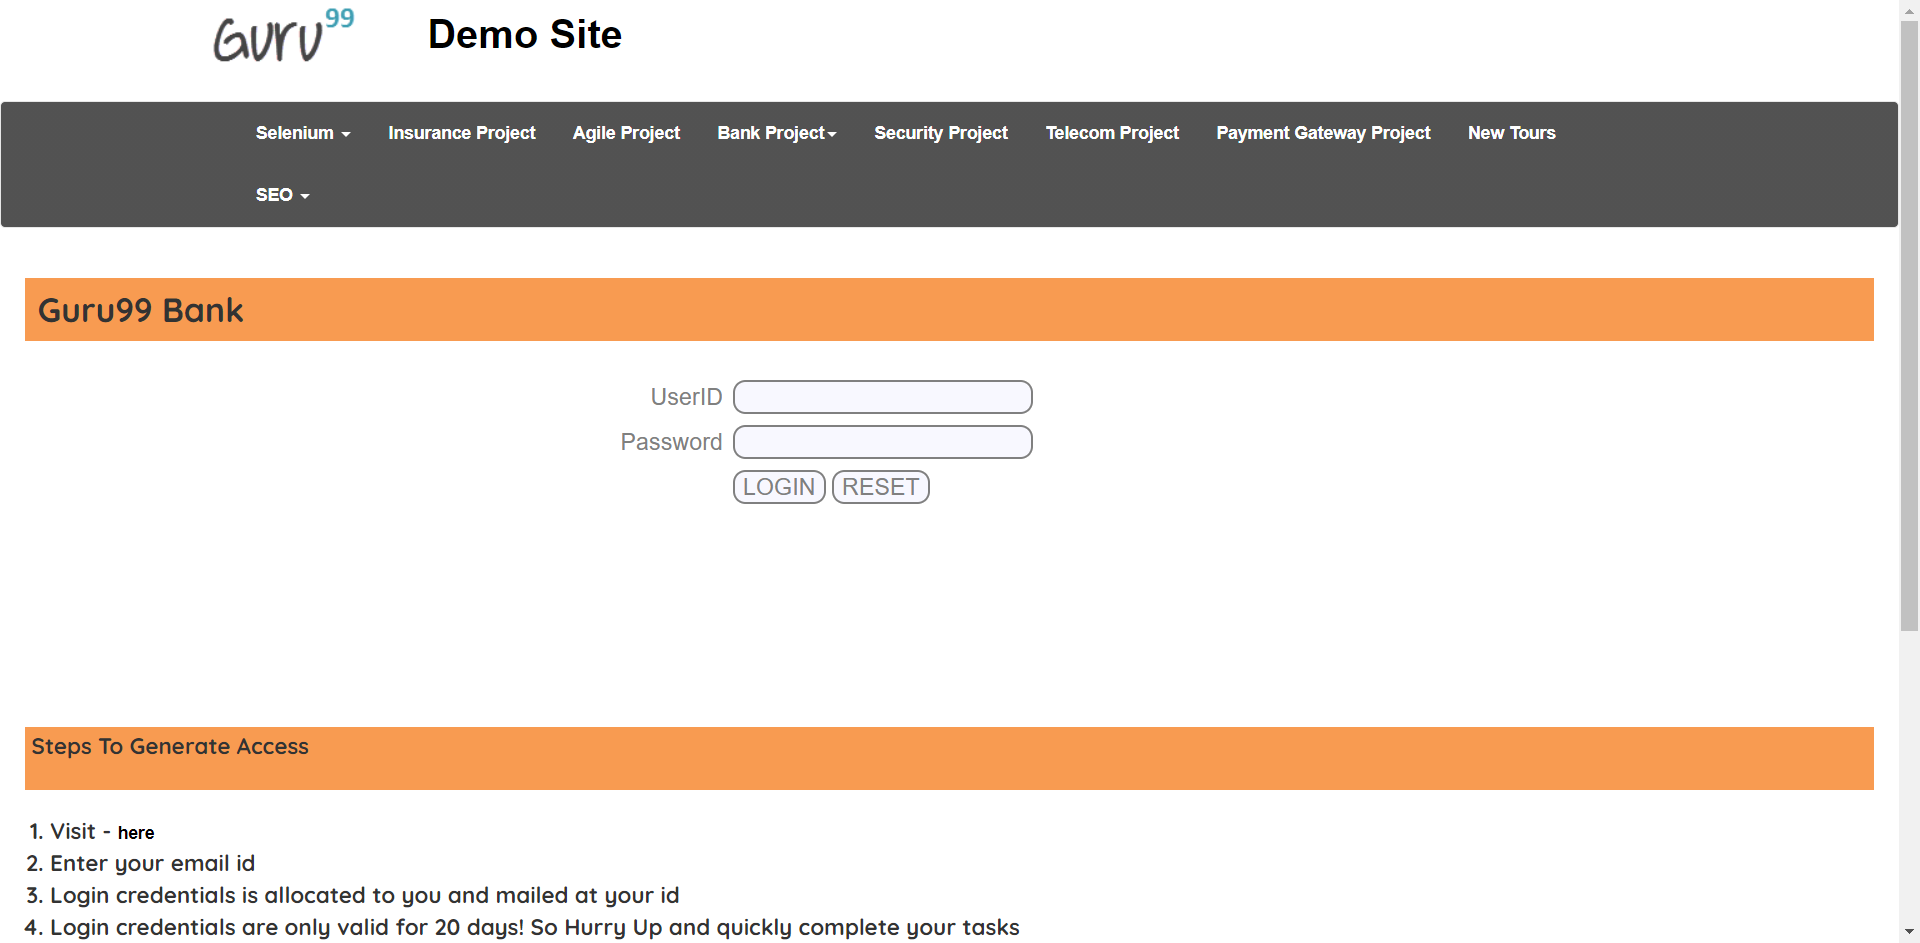 Guru99 Demo Site
Selenium Insurance Project Agile Project Bank Project Security Project Telecom Project Payment Gateway Project New Tours
SEO
Guru99 Bank
UserID
Password
LOGIN RESET
Steps To Generate Access
1. Visit - here
2. Enter your email id
3. Login credentials is allocated to you and mailed at your id
4. Login credentials are only valid for 20 days! So Hurry Up and quickly complete your tasks